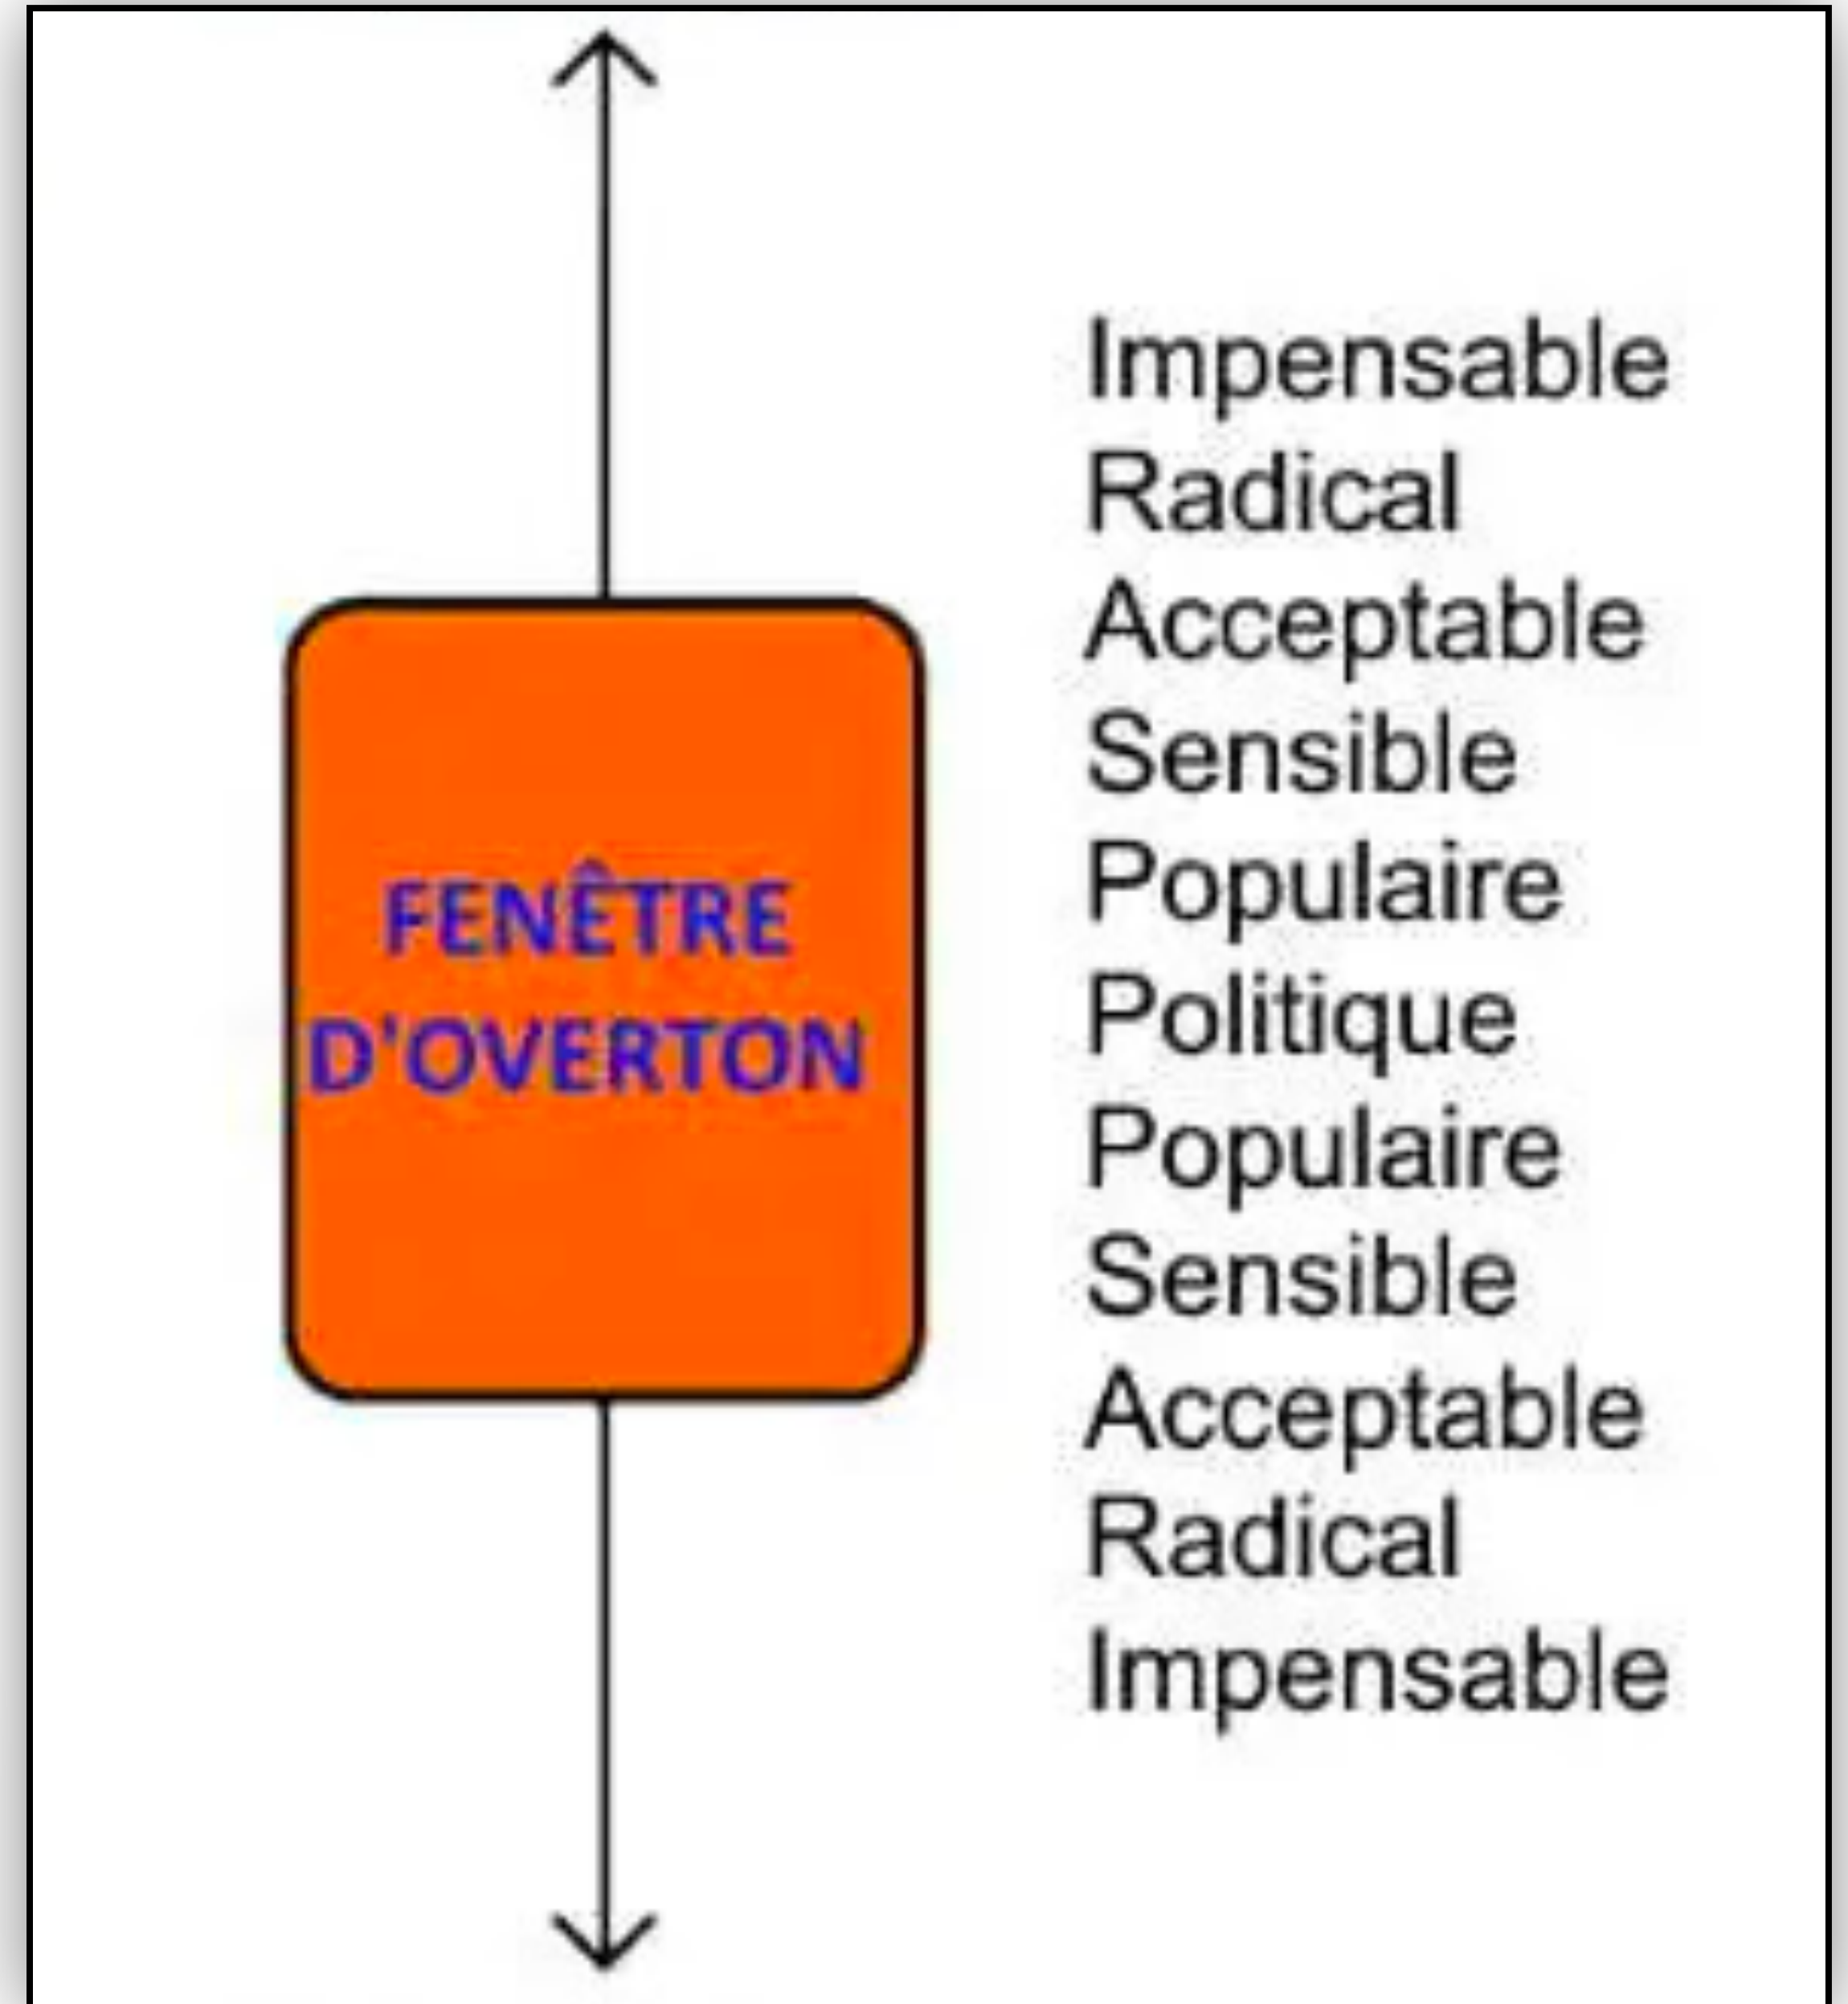 FENÊTRE
D'OVERTON
Impensable
Radical
Acceptable
Sensible
Populaire
Politique
Populaire
Sensible
Acceptable
Radical
Impensable